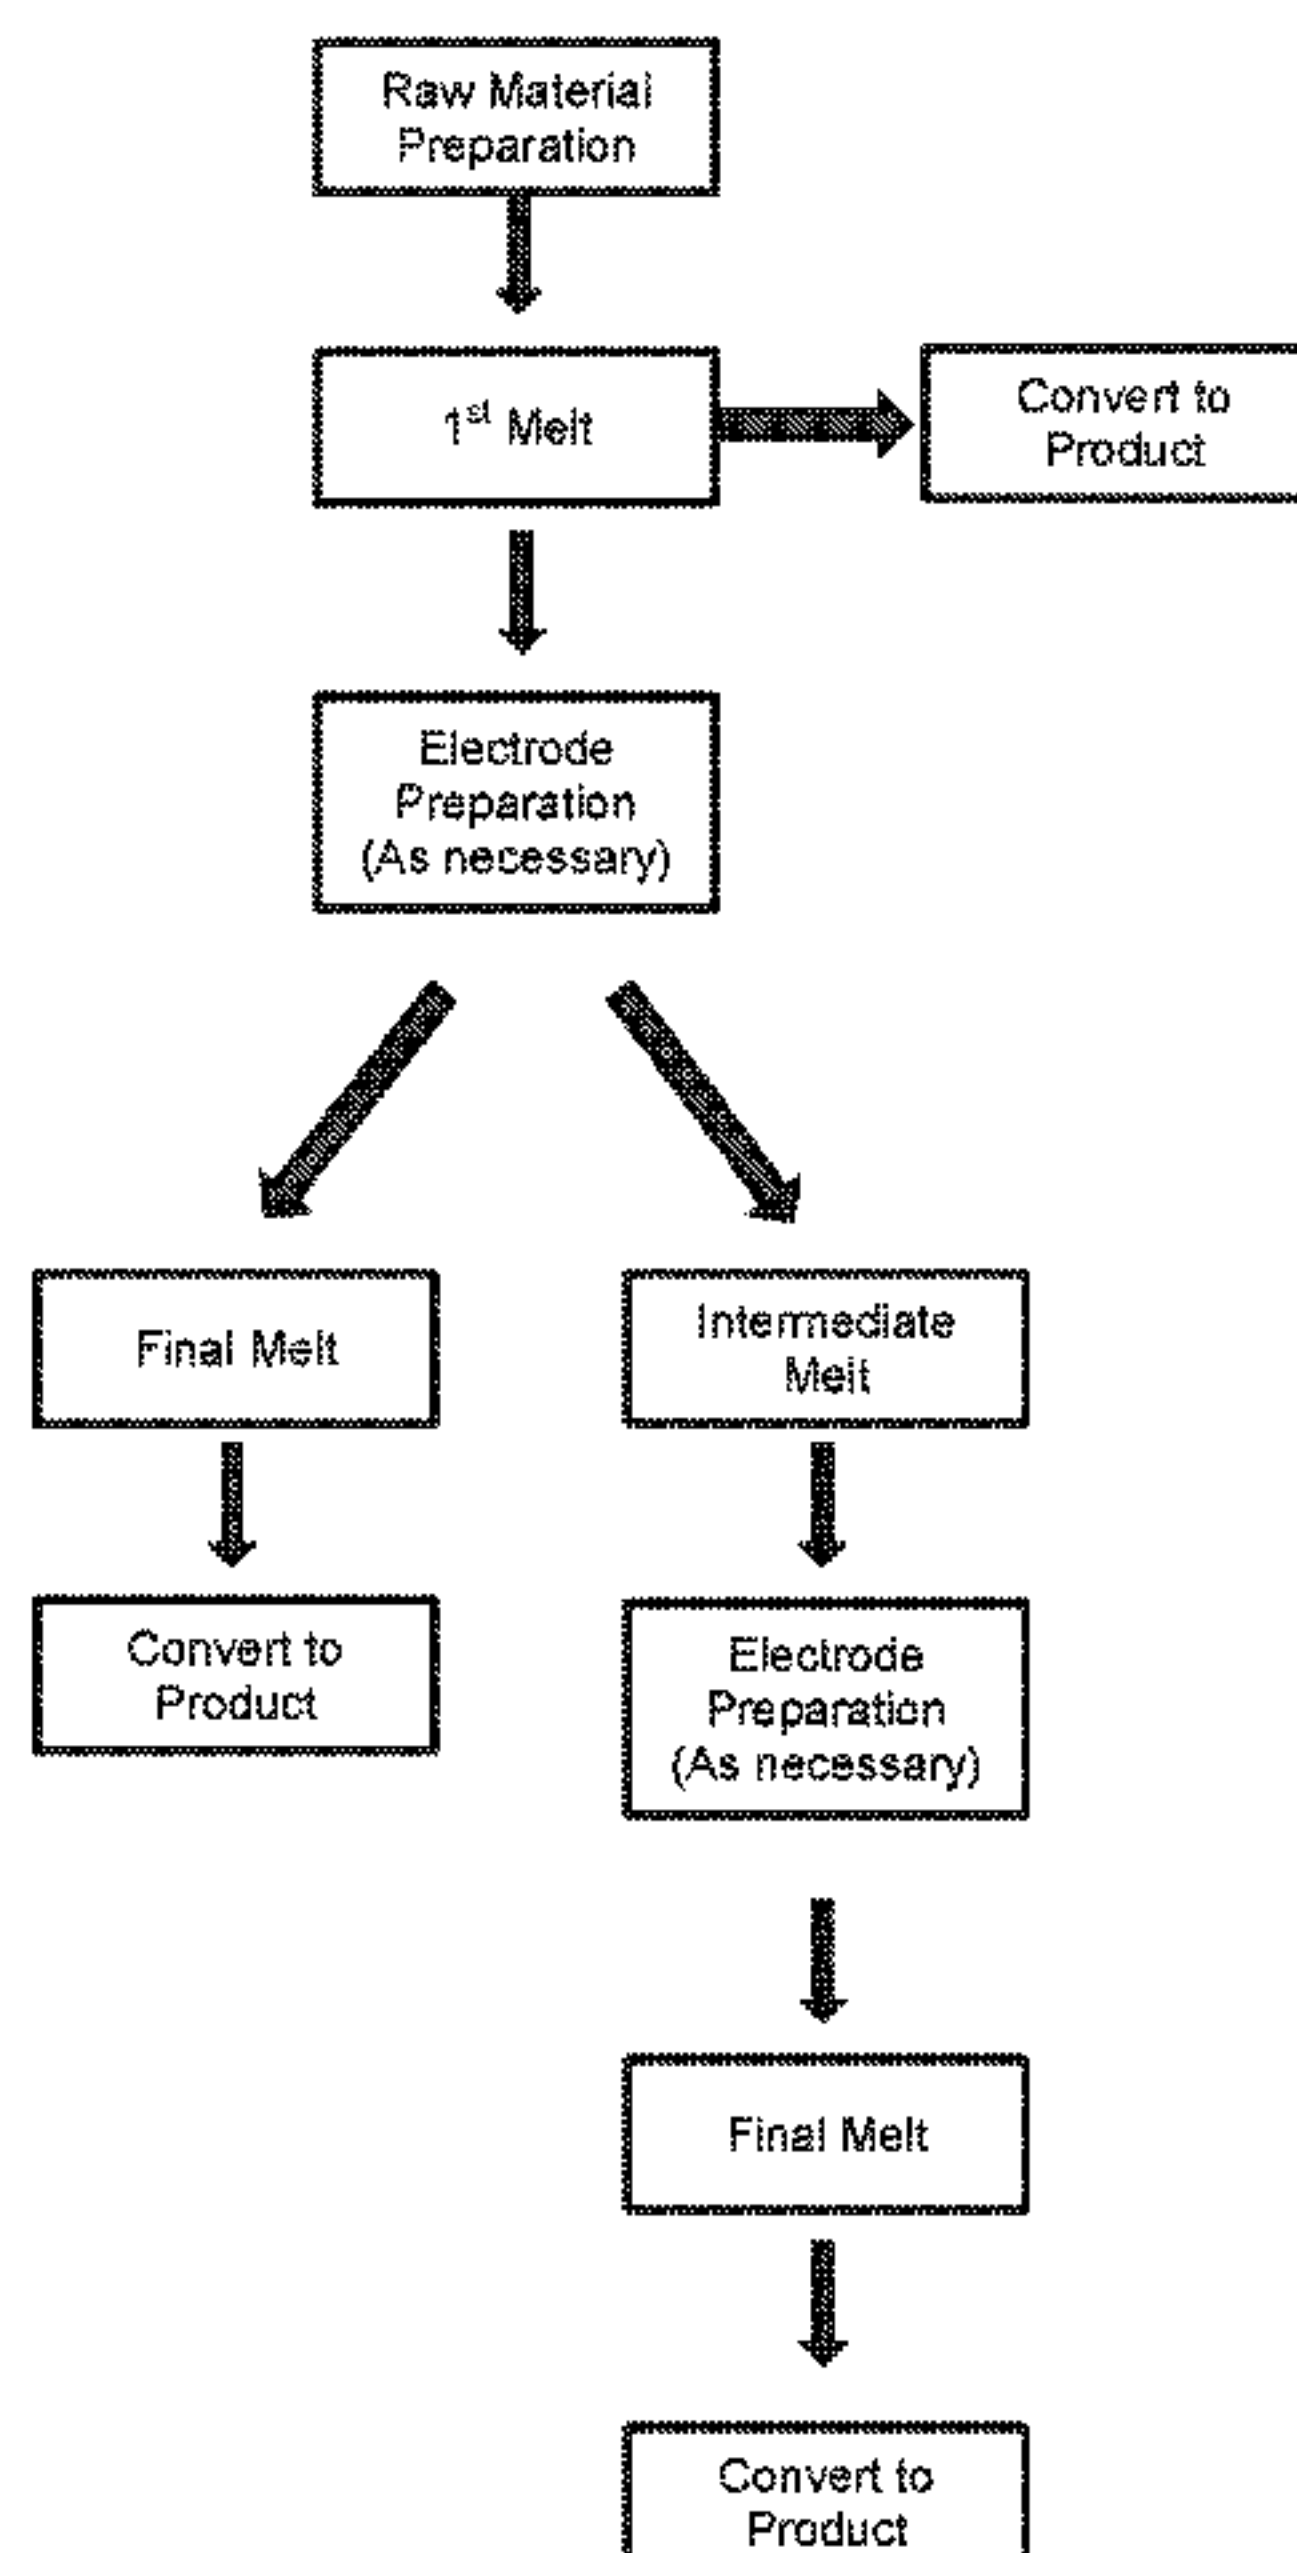 Raw Material
Preparation
1st Melt
Convert to
Product
Electrode
Preparation
(As necessary)
Final Melt
Intermediate
Melt
Convert to
Product
Electrode
Preparation
(As necessary)
Final Melt
Convert to
Product